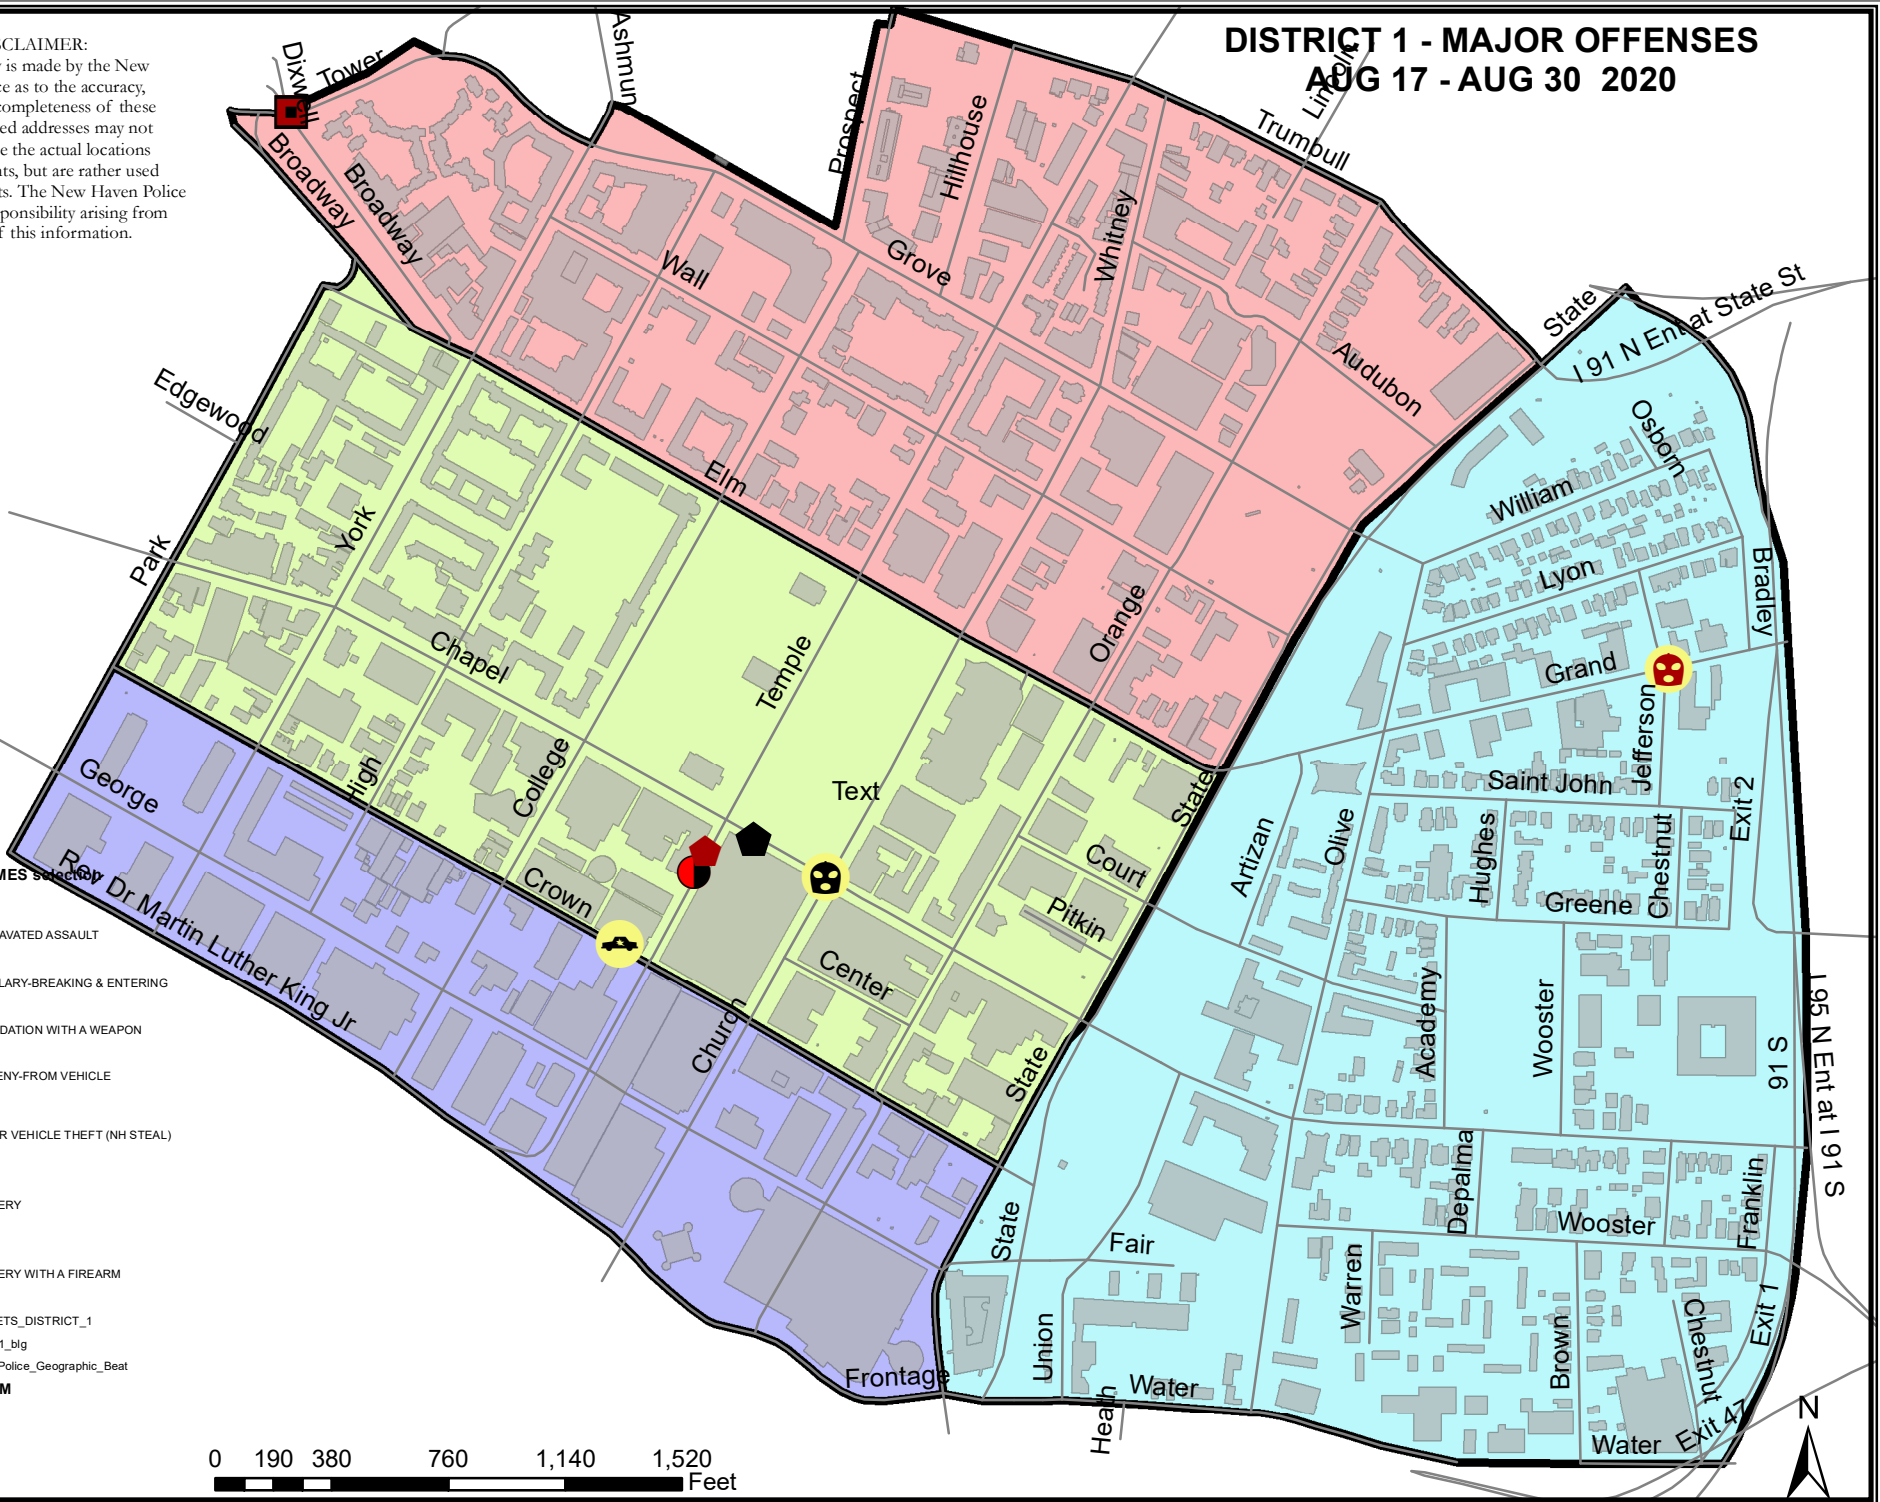 DISTRICT 1 - MAJOR OFFENSES
AUG 17 - AUG 30  2020
SCLAIMER:
y is made by the New
ce as to the accuracy,
completeness of these
ed addresses may not
e the actual locations
nts, but are rather used
ts. The New Haven Police
ponsibility arising from
f this information.
Dixwell
Tower
Ashmun
Prospect
Hillhouse
Lincoln
Trumbull
Broadway
Broadway
Whitney
Wall
Grove
State
I 91 N Ent at State St
Audubon
Edgewood
Osborn
Elm
William
York
Park
Lyon
Bradley
Orange
Chapel
Temple
Grand
Jefferson
George
High
College
Text
State
Saint John
Exit 2
Artizan
Olive
Hughes
Chestnut
Court
Crown
Pitkin
Greene
MES selection
Rev Dr Martin Luther King Jr
AVATED ASSAULT
Center
LARY-BREAKING & ENTERING
Church
Academy
Wooster
I 95 N Ent at I 91 S
91 S
DATION WITH A WEAPON
State
ENY-FROM VEHICLE
R VEHICLE THEFT (NH STEAL)
Depalma
Franklin
ERY
State
Fair
Wooster
ERY WITH A FIREARM
Warren
ETS_DISTRICT_1
1_blg
Police_Geographic_Beat
M
Union
Brown
Chestnut
Exit 1
Frontage
Water
Heath
Water
Exit 47
N
0 190 380 760 1,140 1,520
Feet